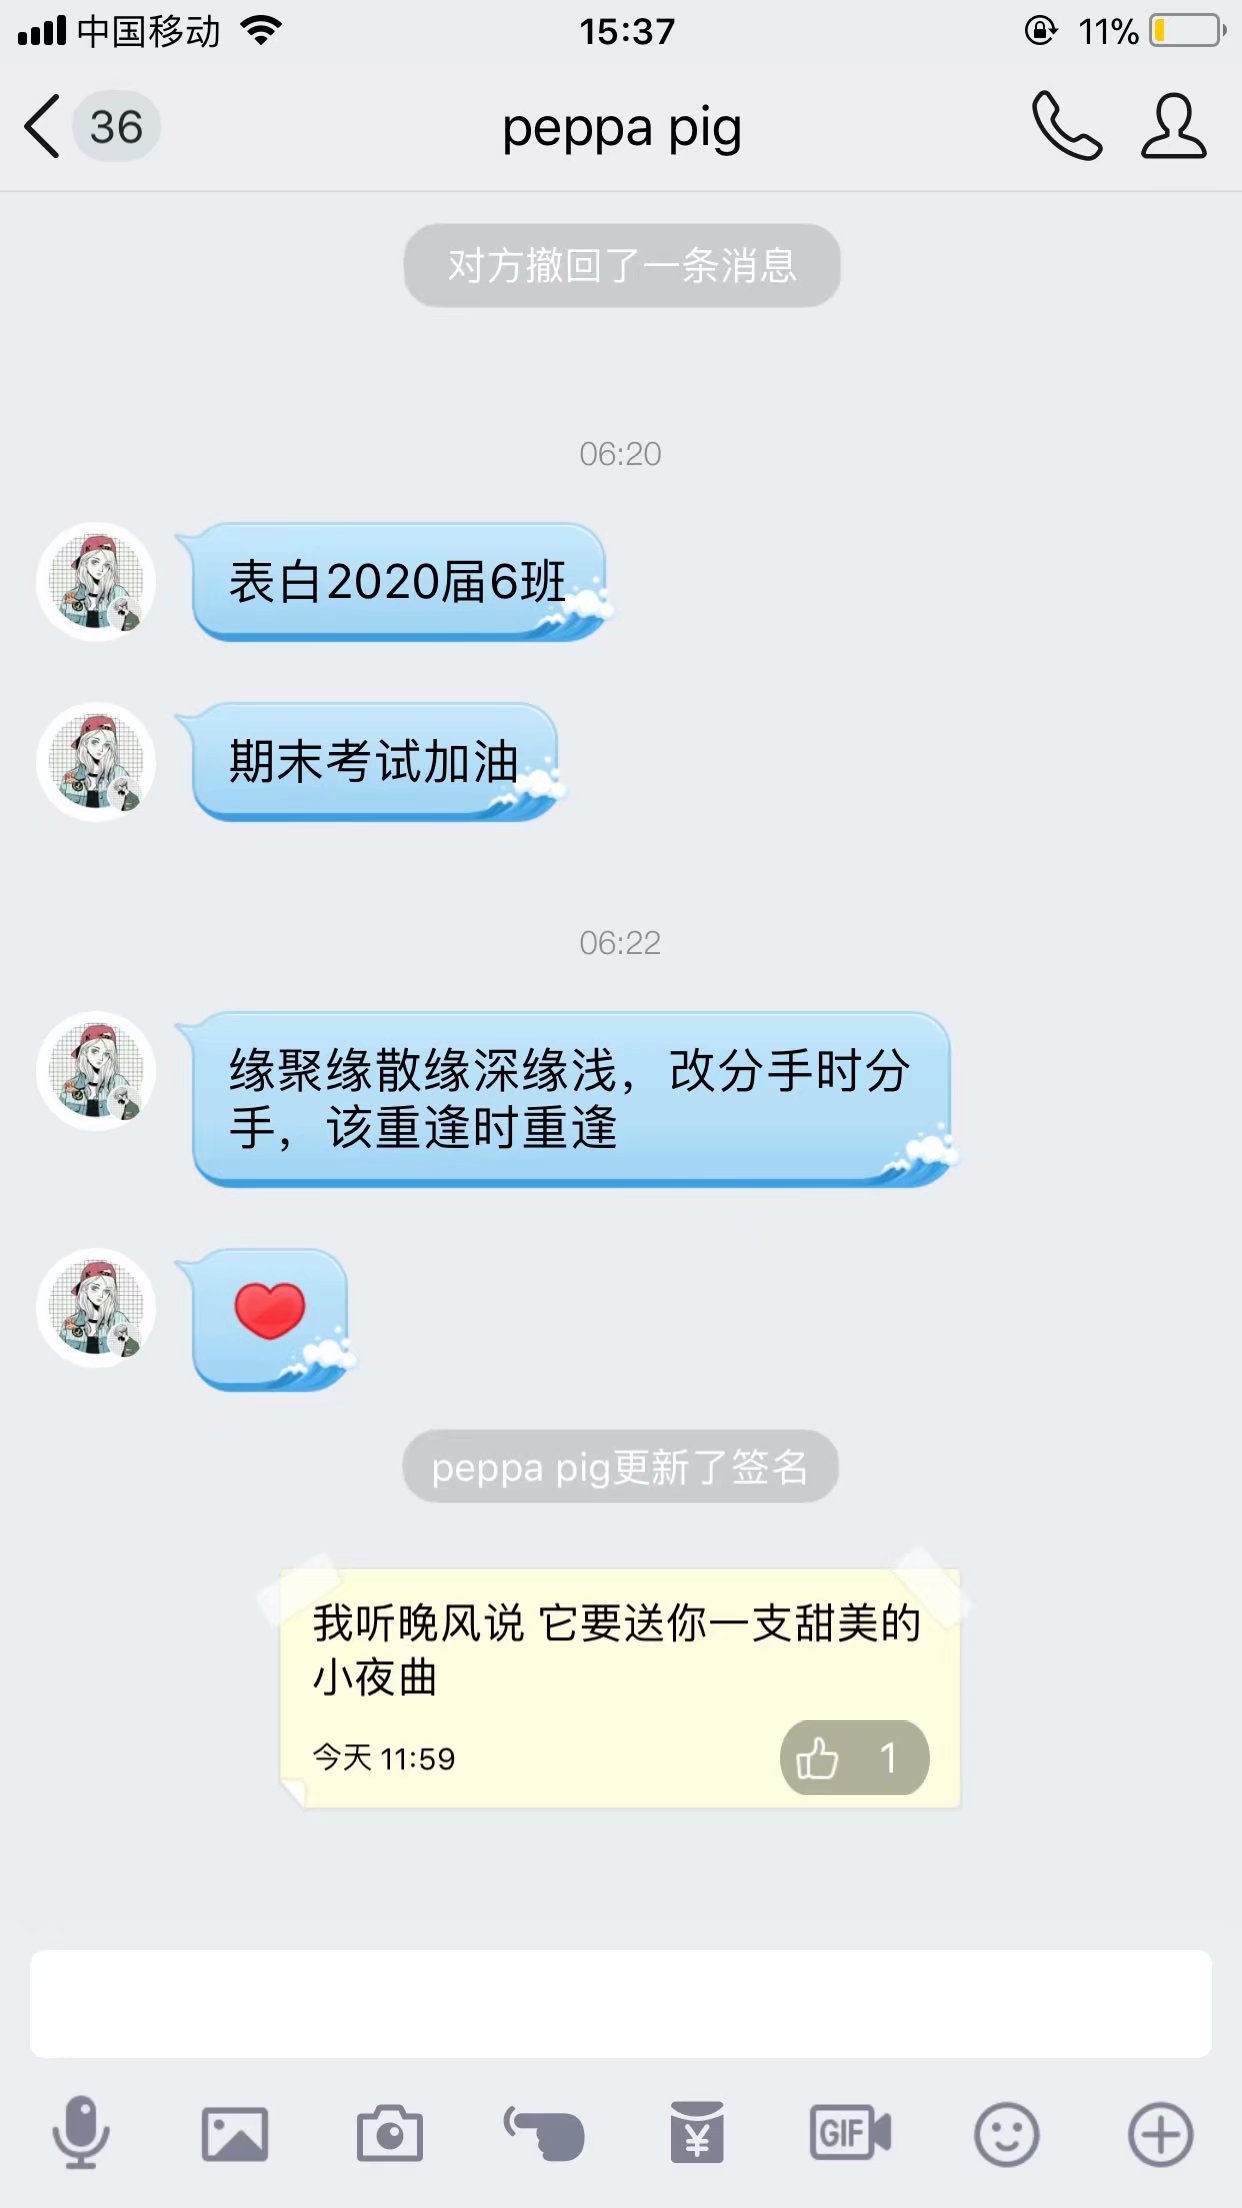 中国移动 15:37 11%
36 peppa pig
对方撤回了一条消息
06:20
表白2020届6班
期末考试加油
06:22
缘聚缘散缘深缘浅，改分手时分
手，该重逢时重逢
peppa pig更新了签名
我听晚风说 它要送你一支甜美的
小夜曲
今天 11:59 1
¥ GIF